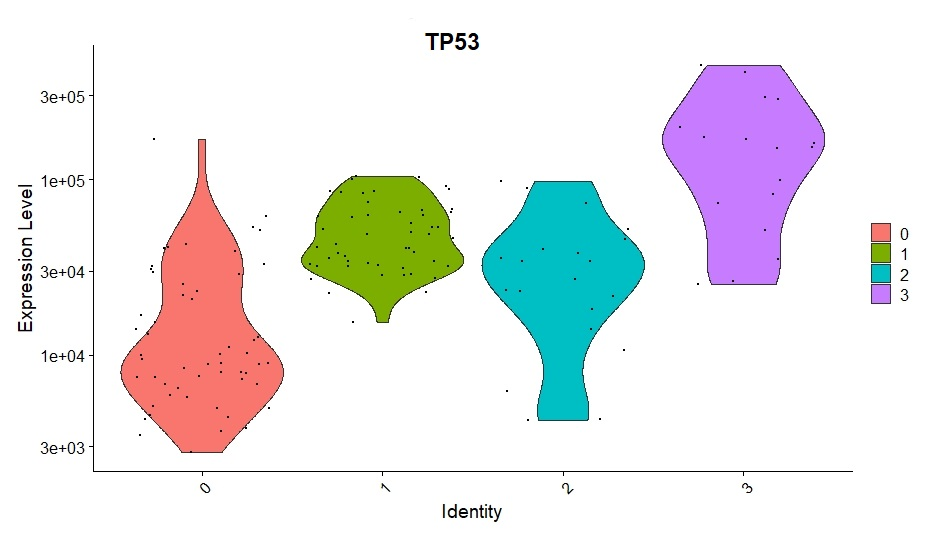 TP53
Expression Level
3e+05
1e+05
3e+04
1e+04
3e+03
0
1
2
3
Identity
0
1
2
3